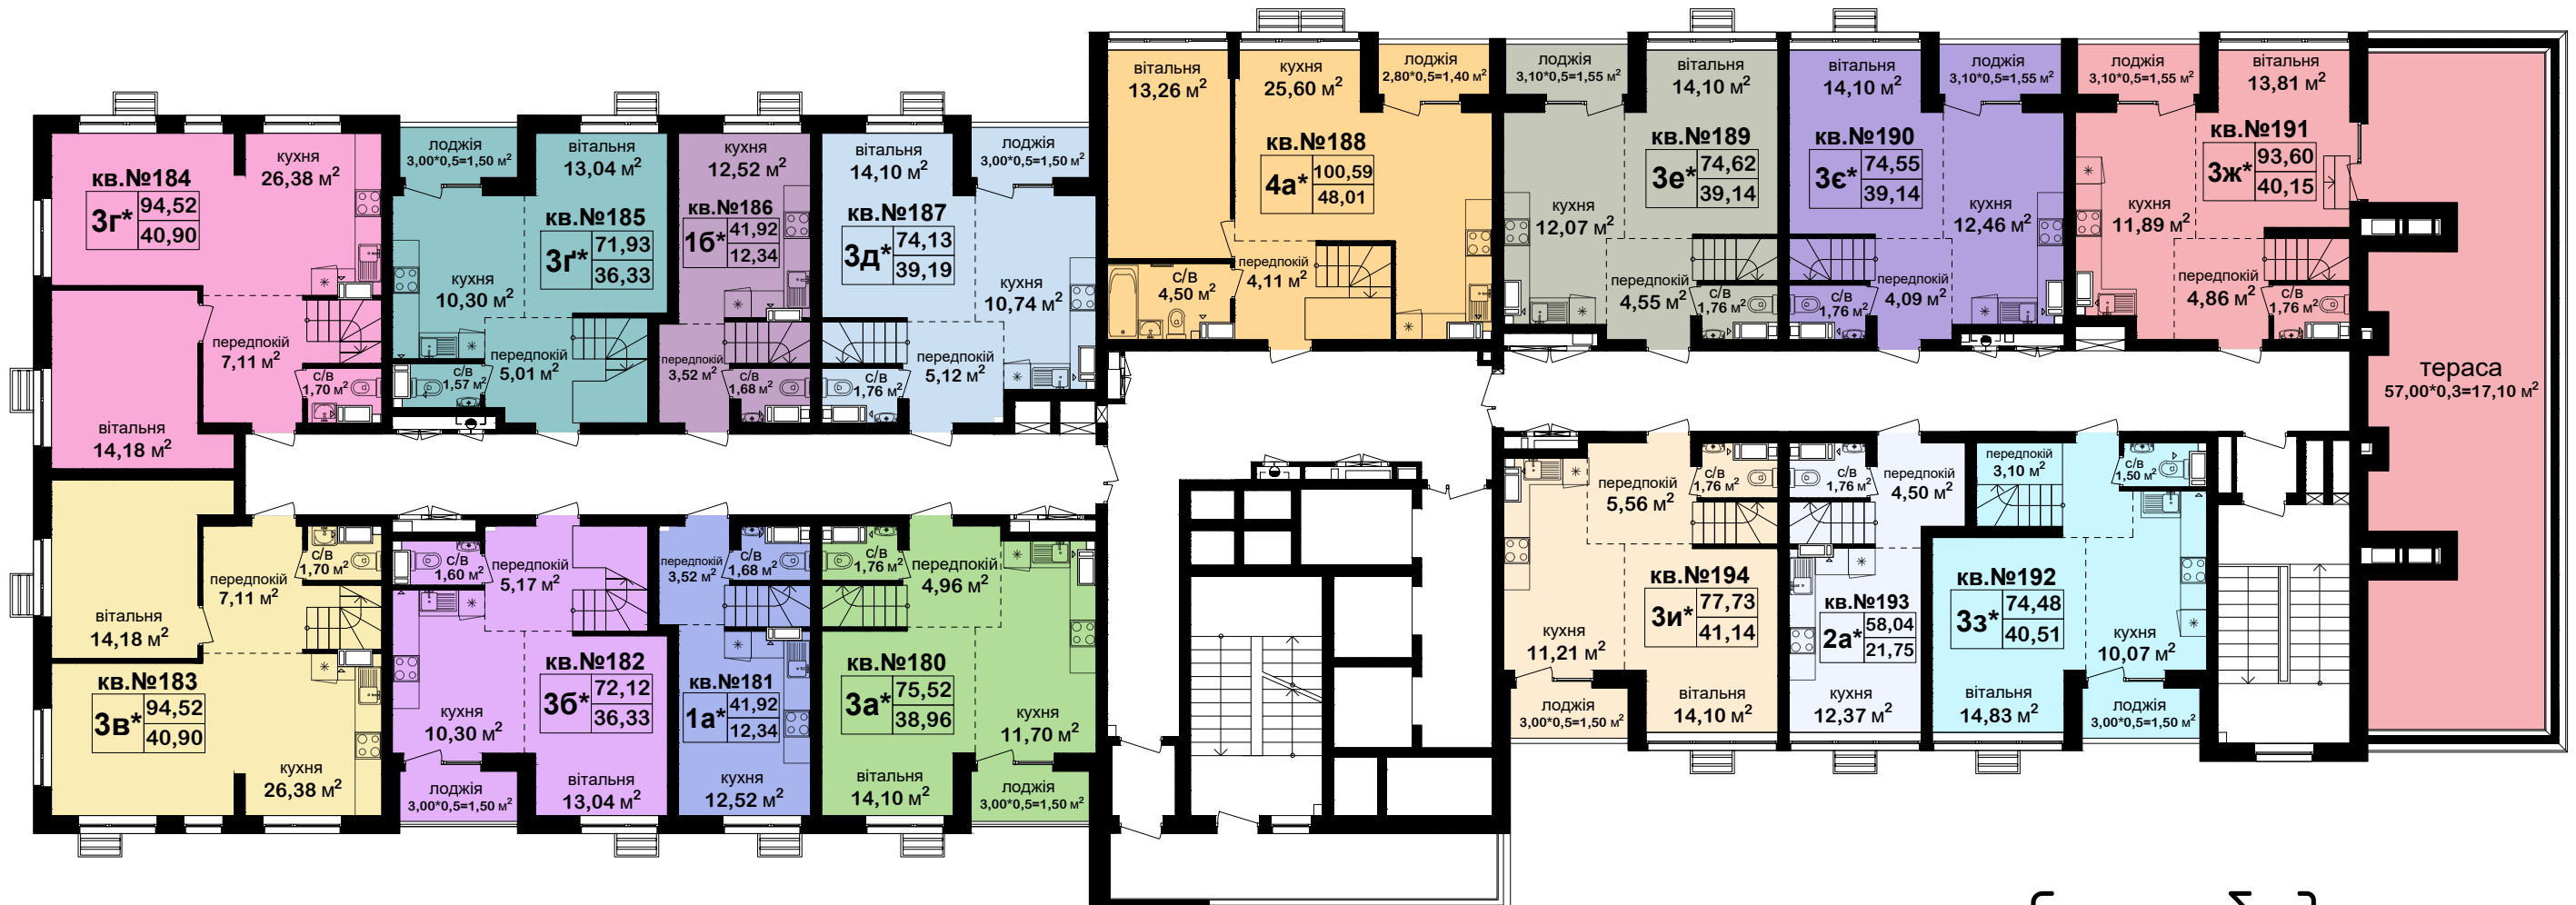 вітальня
13,26 м²
кухня
25,60 м²
лоджія
2,80*0,5=1,40 м²
кв.№188
4а*
100,59
48,01
с/в
4,50 м²
передпокій
4,11 м²
лоджія
3,10*0,5=1,55 м²
вітальня
14,10 м²
кв.№189
3е*
74,62
39,14
кухня
12,07 м²
передпокій
4,55 м²
с/в
1,76 м²
вітальня
14,10 м²
лоджія
3,10*0,5=1,55 м²
кв.№190
3є*
74,55
39,14
кухня
12,46 м²
с/в
1,76 м²
передпокій
4,09 м²
лоджія
3,10*0,5=1,55 м²
вітальня
13,81 м²
кв.№191
3ж*
93,60
40,15
кухня
11,89 м²
передпокій
4,86 м²
с/в
1,76 м²
тераса
57,00*0,3=17,10 м²
кв.№184
3г*
94,52
40,90
кухня
26,38 м²
передпокій
7,11 м²
с/в
1,70 м²
вітальня
14,18 м²
лоджія
3,00*0,5=1,50 м²
вітальня
13,04 м²
кв.№185
3ґ*
71,93
36,33
кухня
10,30 м²
с/в
1,57 м²
передпокій
5,01 м²
кухня
12,52 м²
кв.№186
1б*
41,92
12,34
передпокій
3,52 м²
с/в
1,68 м²
вітальня
14,10 м²
лоджія
3,00*0,5=1,50 м²
кв.№187
3д*
74,13
39,19
кухня
10,74 м²
с/в
1,76 м²
передпокій
5,12 м²
вітальня
14,18 м²
передпокій
7,11 м²
с/в
1,70 м²
кв.№183
3в*
94,52
40,90
кухня
26,38 м²
с/в
1,60 м²
передпокій
5,17 м²
кв.№182
3б*
72,12
36,33
кухня
10,30 м²
лоджія
3,00*0,5=1,50 м²
вітальня
13,04 м²
передпокій
3,52 м²
с/в
1,68 м²
кв.№181
1а*
41,92
12,34
кухня
12,52 м²
с/в
1,76 м²
передпокій
4,96 м²
кв.№180
3а*
75,52
38,96
кухня
11,70 м²
вітальня
14,10 м²
лоджія
3,00*0,5=1,50 м²
передпокій
5,56 м²
с/в
1,76 м²
кв.№194
3и*
77,73
41,14
кухня
11,21 м²
лоджія
3,00*0,5=1,50 м²
вітальня
14,10 м²
с/в
1,76 м²
передпокій
4,50 м²
кв.№193
2а*
58,04
21,75
кухня
12,37 м²
передпокій
3,10 м²
с/в
1,50 м²
кв.№192
3з*
74,48
40,51
кухня
10,07 м²
вітальня
14,83 м²
лоджія
3,00*0,5=1,50 м²